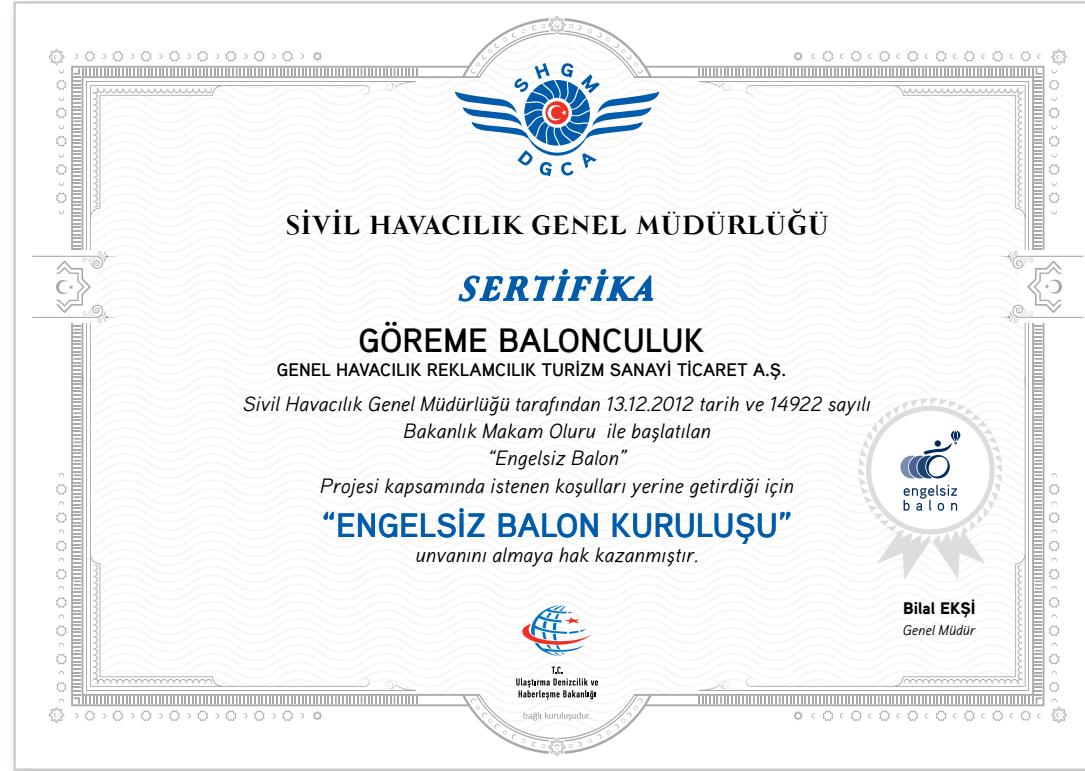 SHGM
DGCA
SİVİL HAVACILIK GENEL MÜDÜRLÜĞÜ
SERTİFİKA
GÖREME BALONCULUK
GENEL HAVACILIK REKLAMCILIK TURİZM SANAYİ TİCARET A.Ş.
Sivil Havacılık Genel Müdürlüğü tarafından 13.12.2012 tarih ve 14922 sayılı
Bakanlık Makam Oluru ile başlatılan
“Engelsiz Balon”
Projesi kapsamında istenen koşulları yerine getirdiği için
“ENGELSİZ BALON KURULUŞU”
unvanını almaya hak kazanmıştır.
engelsiz
balon
Bilal EKŞİ
Genel Müdür
T.C.
Ulaştırma Denizcilik ve
Haberleşme Bakanlığı
bağlı kuruluşudur.